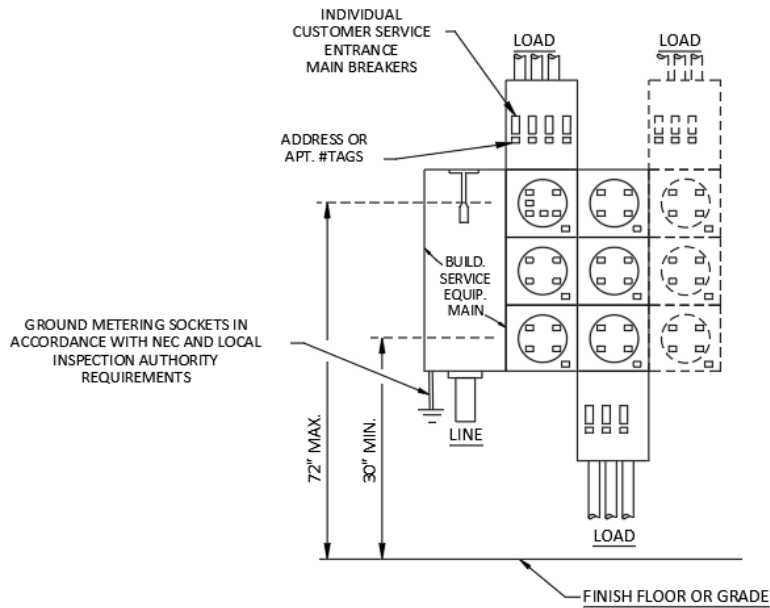 INDIVIDUAL
CUSTOMER SERVICE
ENTRANCE
MAIN BREAKERS
LOAD
LOAD
ADDRESS OR
APT. #TAGS
BUILD.
SERVICE
EQUIP.
MAIN
GROUND METERING SOCKETS IN
ACCORDANCE WITH NEC AND LOCAL
INSPECTION AUTHORITY
REQUIREMENTS
72" MAX.
30" MIN.
LINE
LOAD
FINISH FLOOR OR GRADE